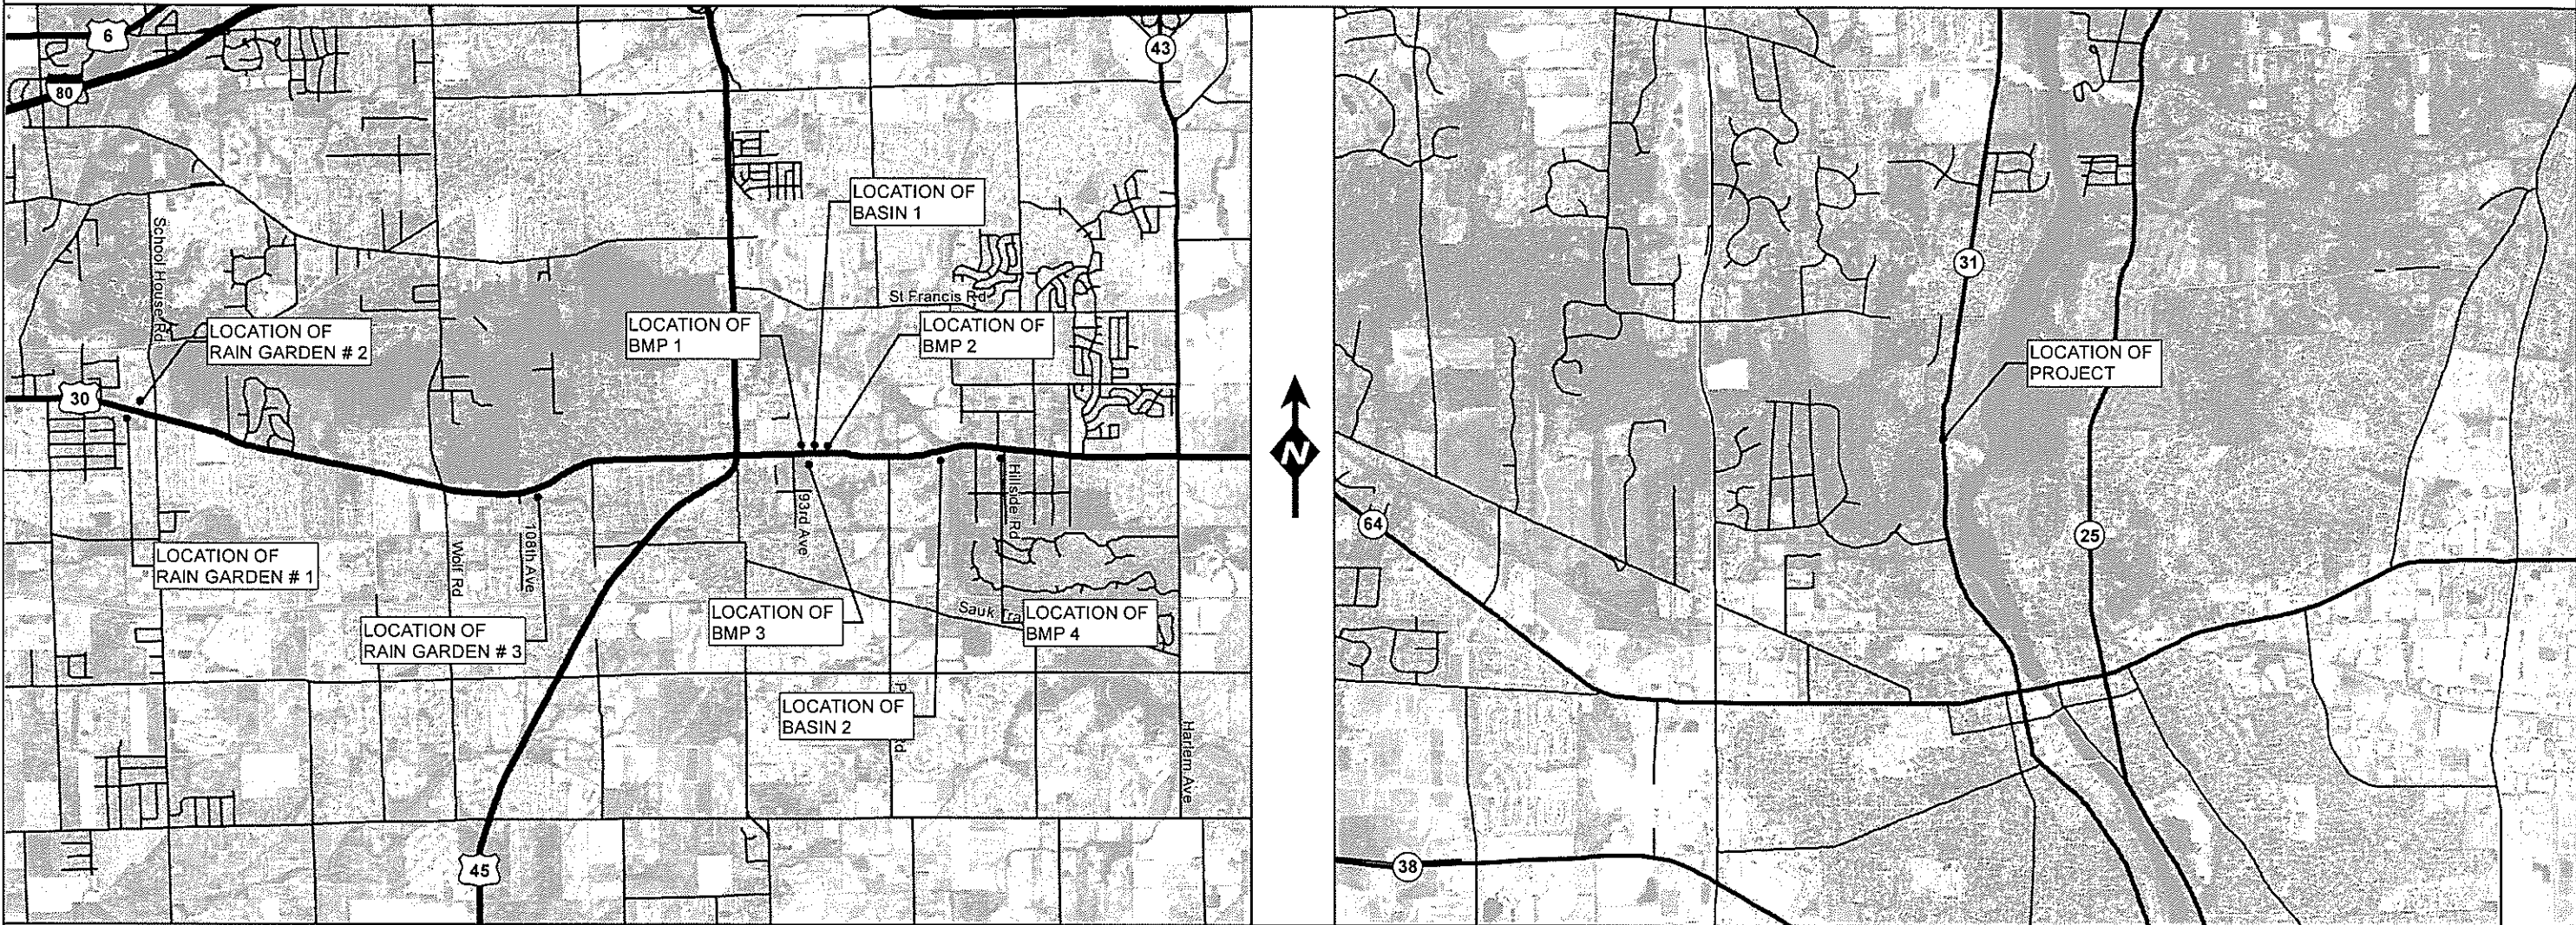 6
80
43
LOCATION OF
BASIN 1
School House Rd
St Francis Rd
LOCATION OF
RAIN GARDEN # 2
LOCATION OF
BMP 1
LOCATION OF
BMP 2
30
93rd Ave
Hillside Rd
108th Ave
Wolf Rd
LOCATION OF
RAIN GARDEN # 1
LOCATION OF
BMP 3
Sauk Tra
LOCATION OF
BMP 4
LOCATION OF
RAIN GARDEN # 3
LOCATION OF
BASIN 2
P
Rd
Harlem Ave
45
N
31
LOCATION OF
PROJECT
64
25
38